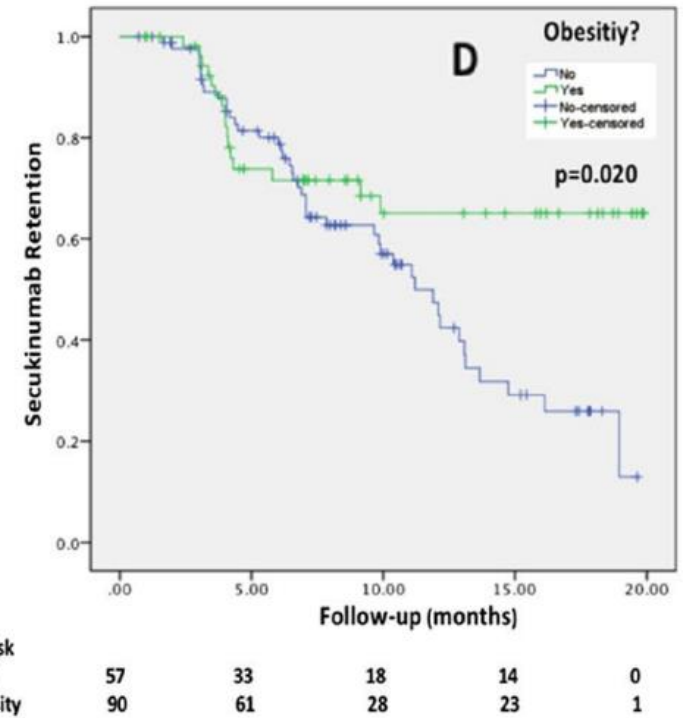 D
Obesitiy?
No
Yes
No-censored
Yes-censored
p=0.020
Secukinumab Retention
1.0
0.8
0.6
0.4
0.2
0.0
.00 5.00 10.00 15.00 20.00
Follow-up (months)
sk
57 33 18 14 0
ity 90 61 28 23 1